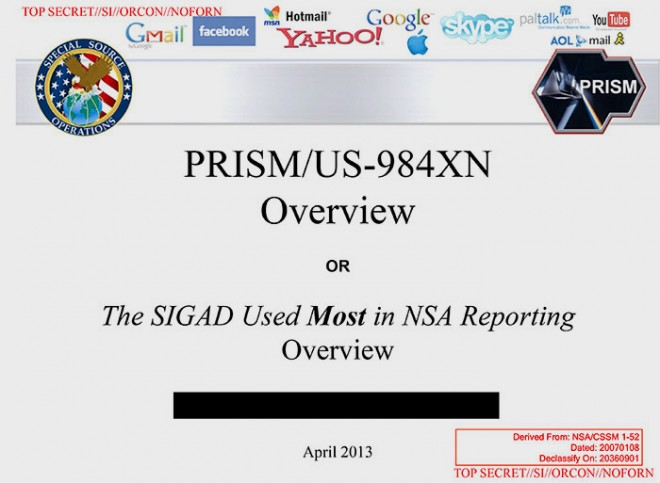 TOP SECRET//SI//ORCON//NOFORN
Gmail
by Google
facebook
msn
Hotmail®
YAHOO!
Google
skype
paltalk.com
YouTube
AOL mail
SPECIAL SOURCE
OPERATIONS
PRISM
PRISM/US-984XN
Overview
OR
The SIGAD Used Most in NSA Reporting
Overview
April 2013
Derived From: NSA/CSSM 1-52
Dated: 20070108
Declassify On: 20360901
TOP SECRET//SI//ORCON//NOFORN